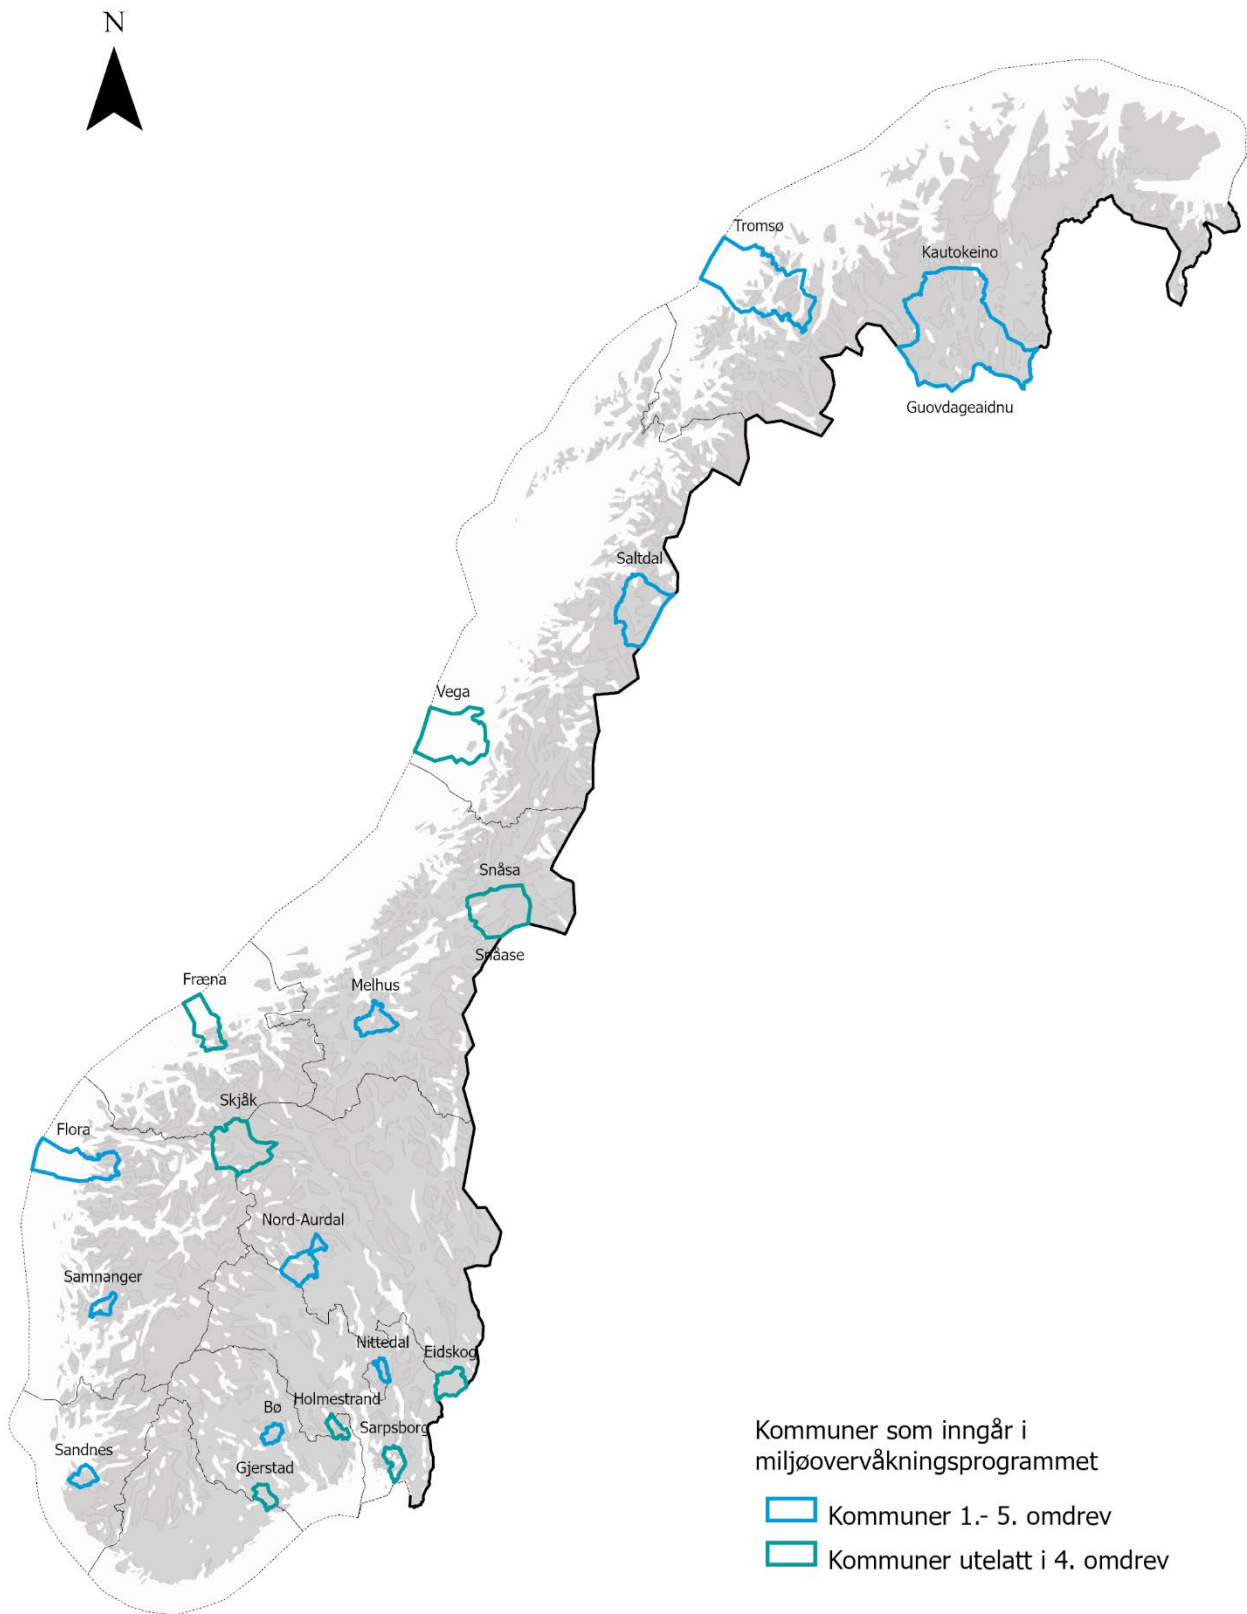 N
Tromsø
Kautokeino
Guovdageaidnu
Saltdal
Vega
Snåsa
Snåase
Fræna
Melhus
Skjåk
Flora
Nord-Aurdal
Samnanger
Nittedal
Eidskog
Bø
Holmestrand
Sarpsborg
Sandnes
Gjerstad
Kommuner som inngår i
miljøovervåkningsprogrammet
Kommuner 1.- 5. omdrev
Kommuner utelatt i 4. omdrev